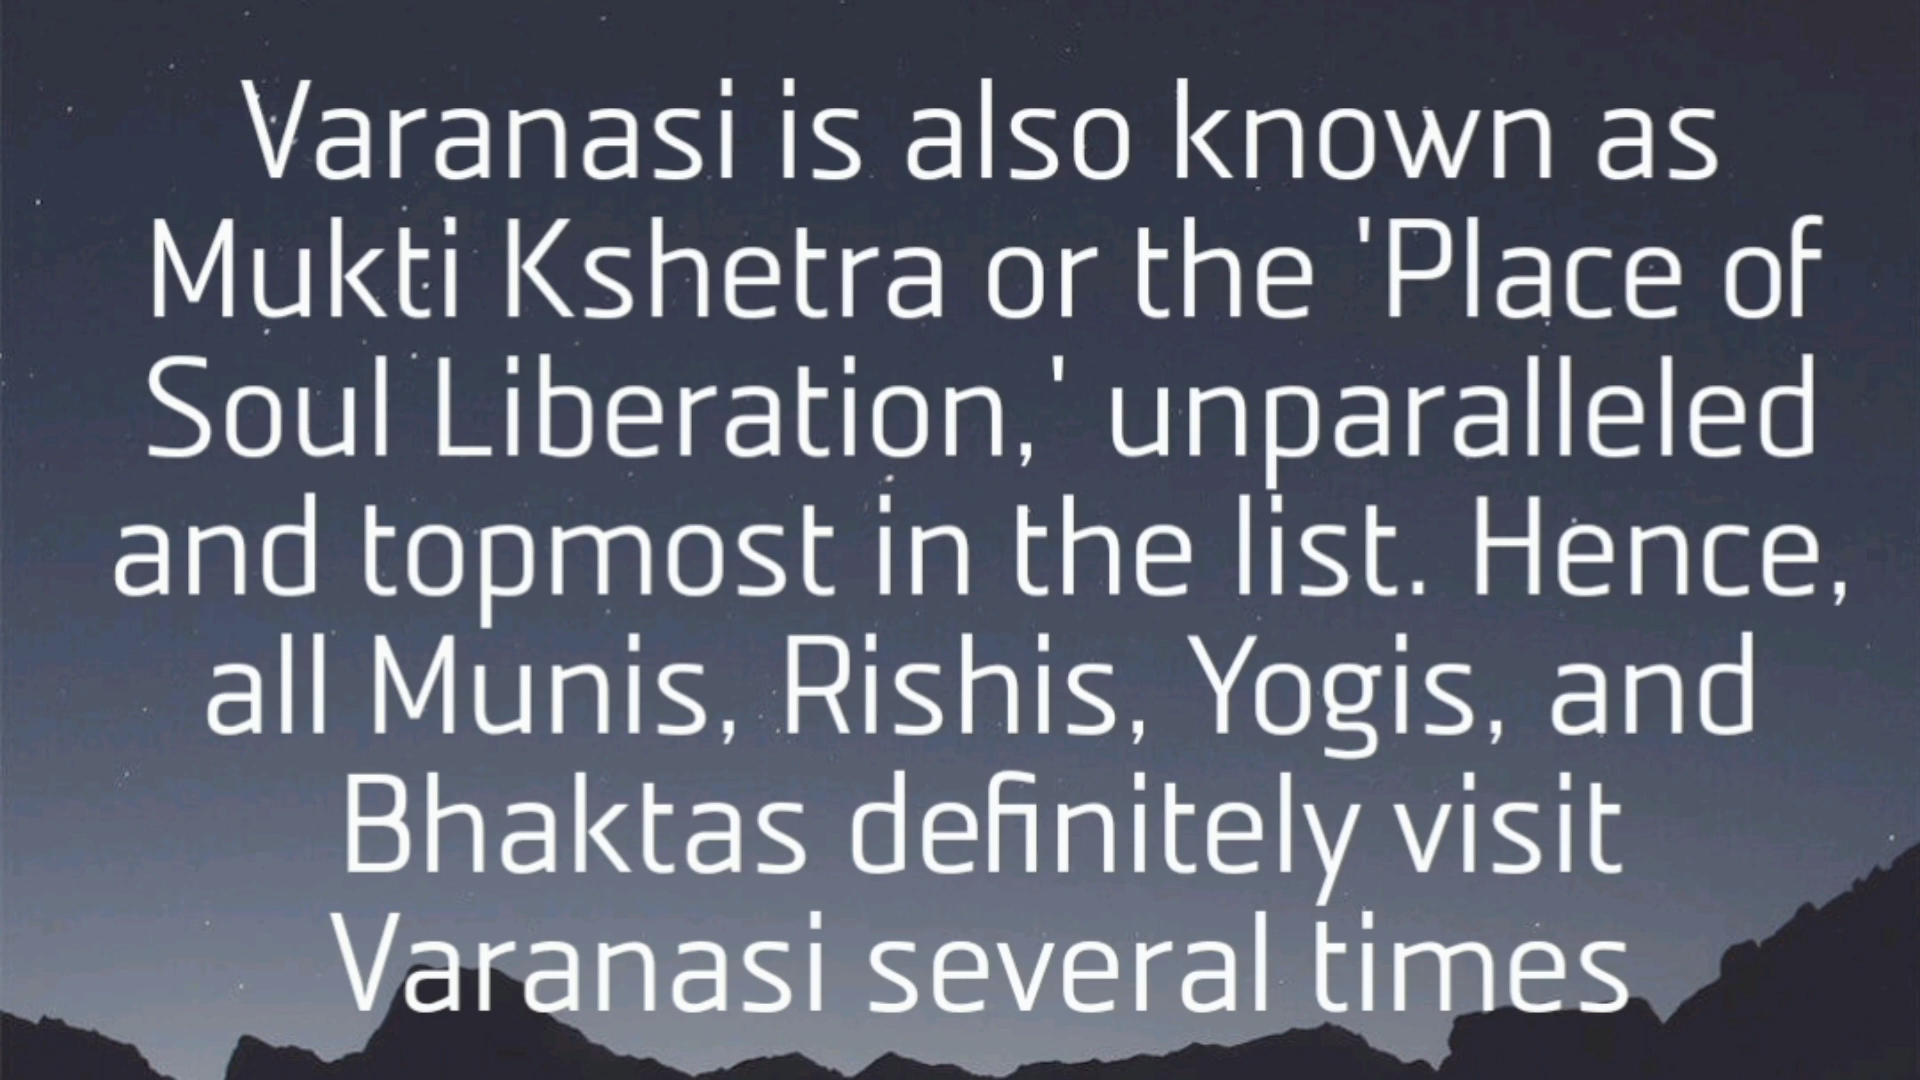 Varanasi is also known as
Mukti Kshetra or the 'Place of
Soul Liberation,' unparalleled
and topmost in the list. Hence,
all Munis, Rishis, Yogis, and
Bhaktas definitely visit
Varanasi several times